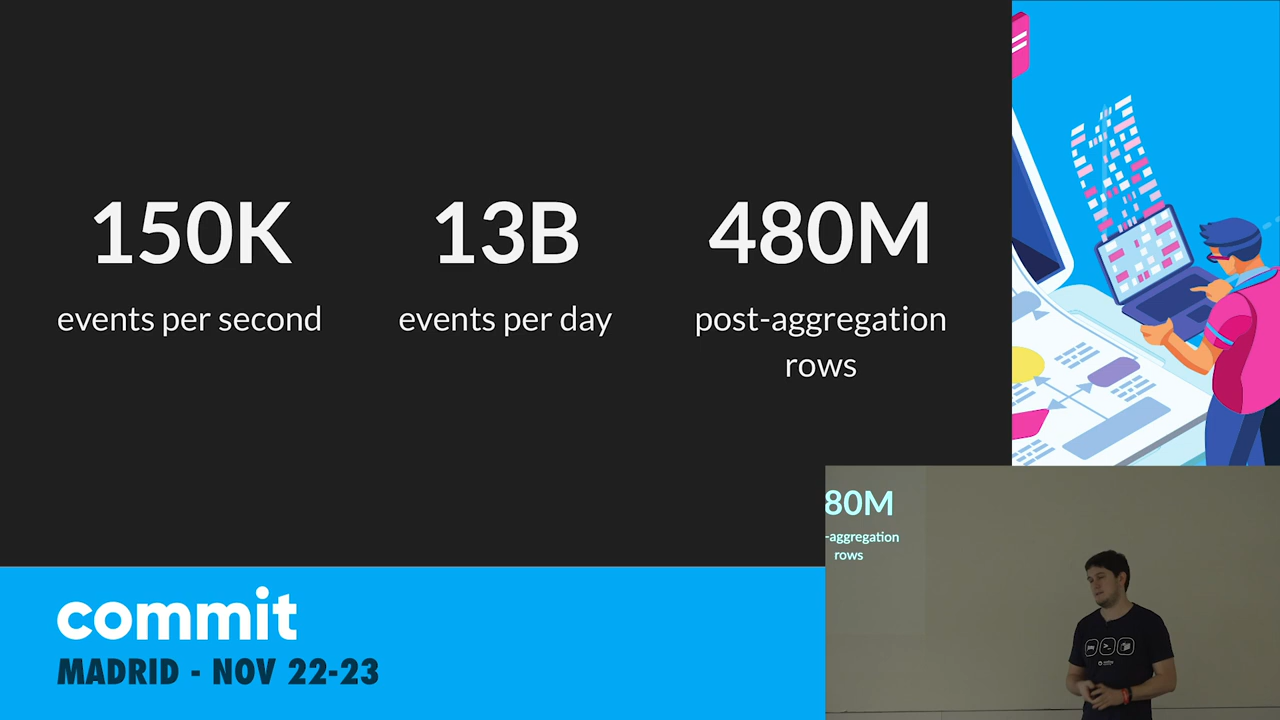 150K
events per second
13B
events per day
480M
post-aggregation
rows
80M
-aggregation
rows
commit
MADRID - NOV 22-23